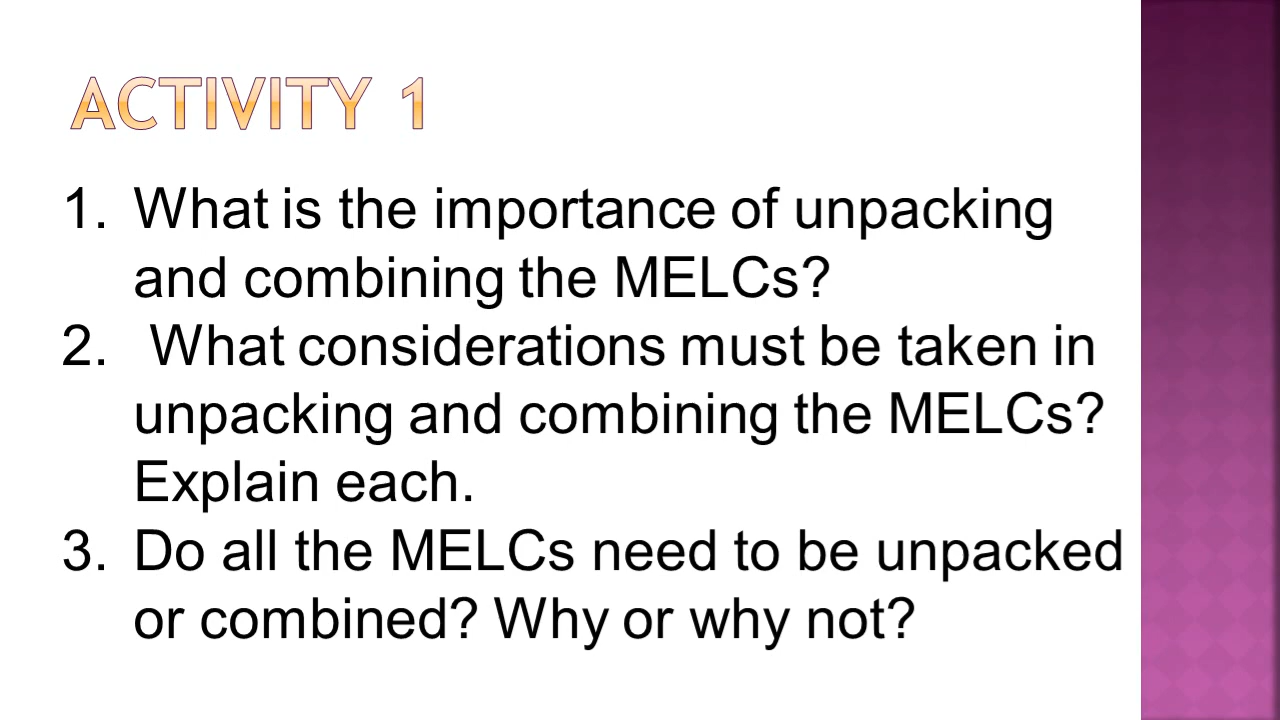 ACTIVITY 1
1. What is the importance of unpacking
and combining the MELCs?
2. What considerations must be taken in
unpacking and combining the MELCs?
Explain each.
3. Do all the MELCs need to be unpacked
or combined? Why or why not?